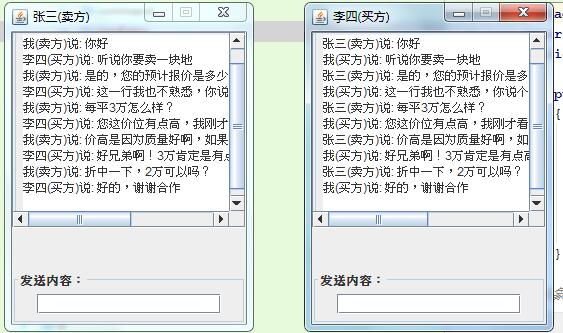 张三(卖方)
我(卖方)说: 你好
李四(买方)说: 听说你要卖一块地
我(卖方)说: 是的，您的预计报价是多少
李四(买方)说: 这一行我也不熟悉，你说
我(卖方)说: 每平3万怎么样？
李四(买方)说: 您这价位有点高，我刚才
我(卖方)说: 价高是因为质量好啊，如果
李四(买方)说: 好兄弟啊！3万肯定是有点
我(卖方)说: 折中一下，2万可以吗？
李四(买方)说: 好的，谢谢合作
发送内容：
李四(买方)
张三(卖方)说: 你好
我(买方)说: 听说你要卖一块地
张三(卖方)说: 是的，您的预计报价是多
我(买方)说: 这一行我也不熟悉，你说个
张三(卖方)说: 每平3万怎么样？
我(买方)说: 您这价位有点高，我刚才看
张三(卖方)说: 价高是因为质量好啊，如
我(买方)说: 好兄弟啊！3万肯定是有点高
张三(卖方)说: 折中一下，2万可以吗？
我(买方)说: 好的，谢谢合作
发送内容：